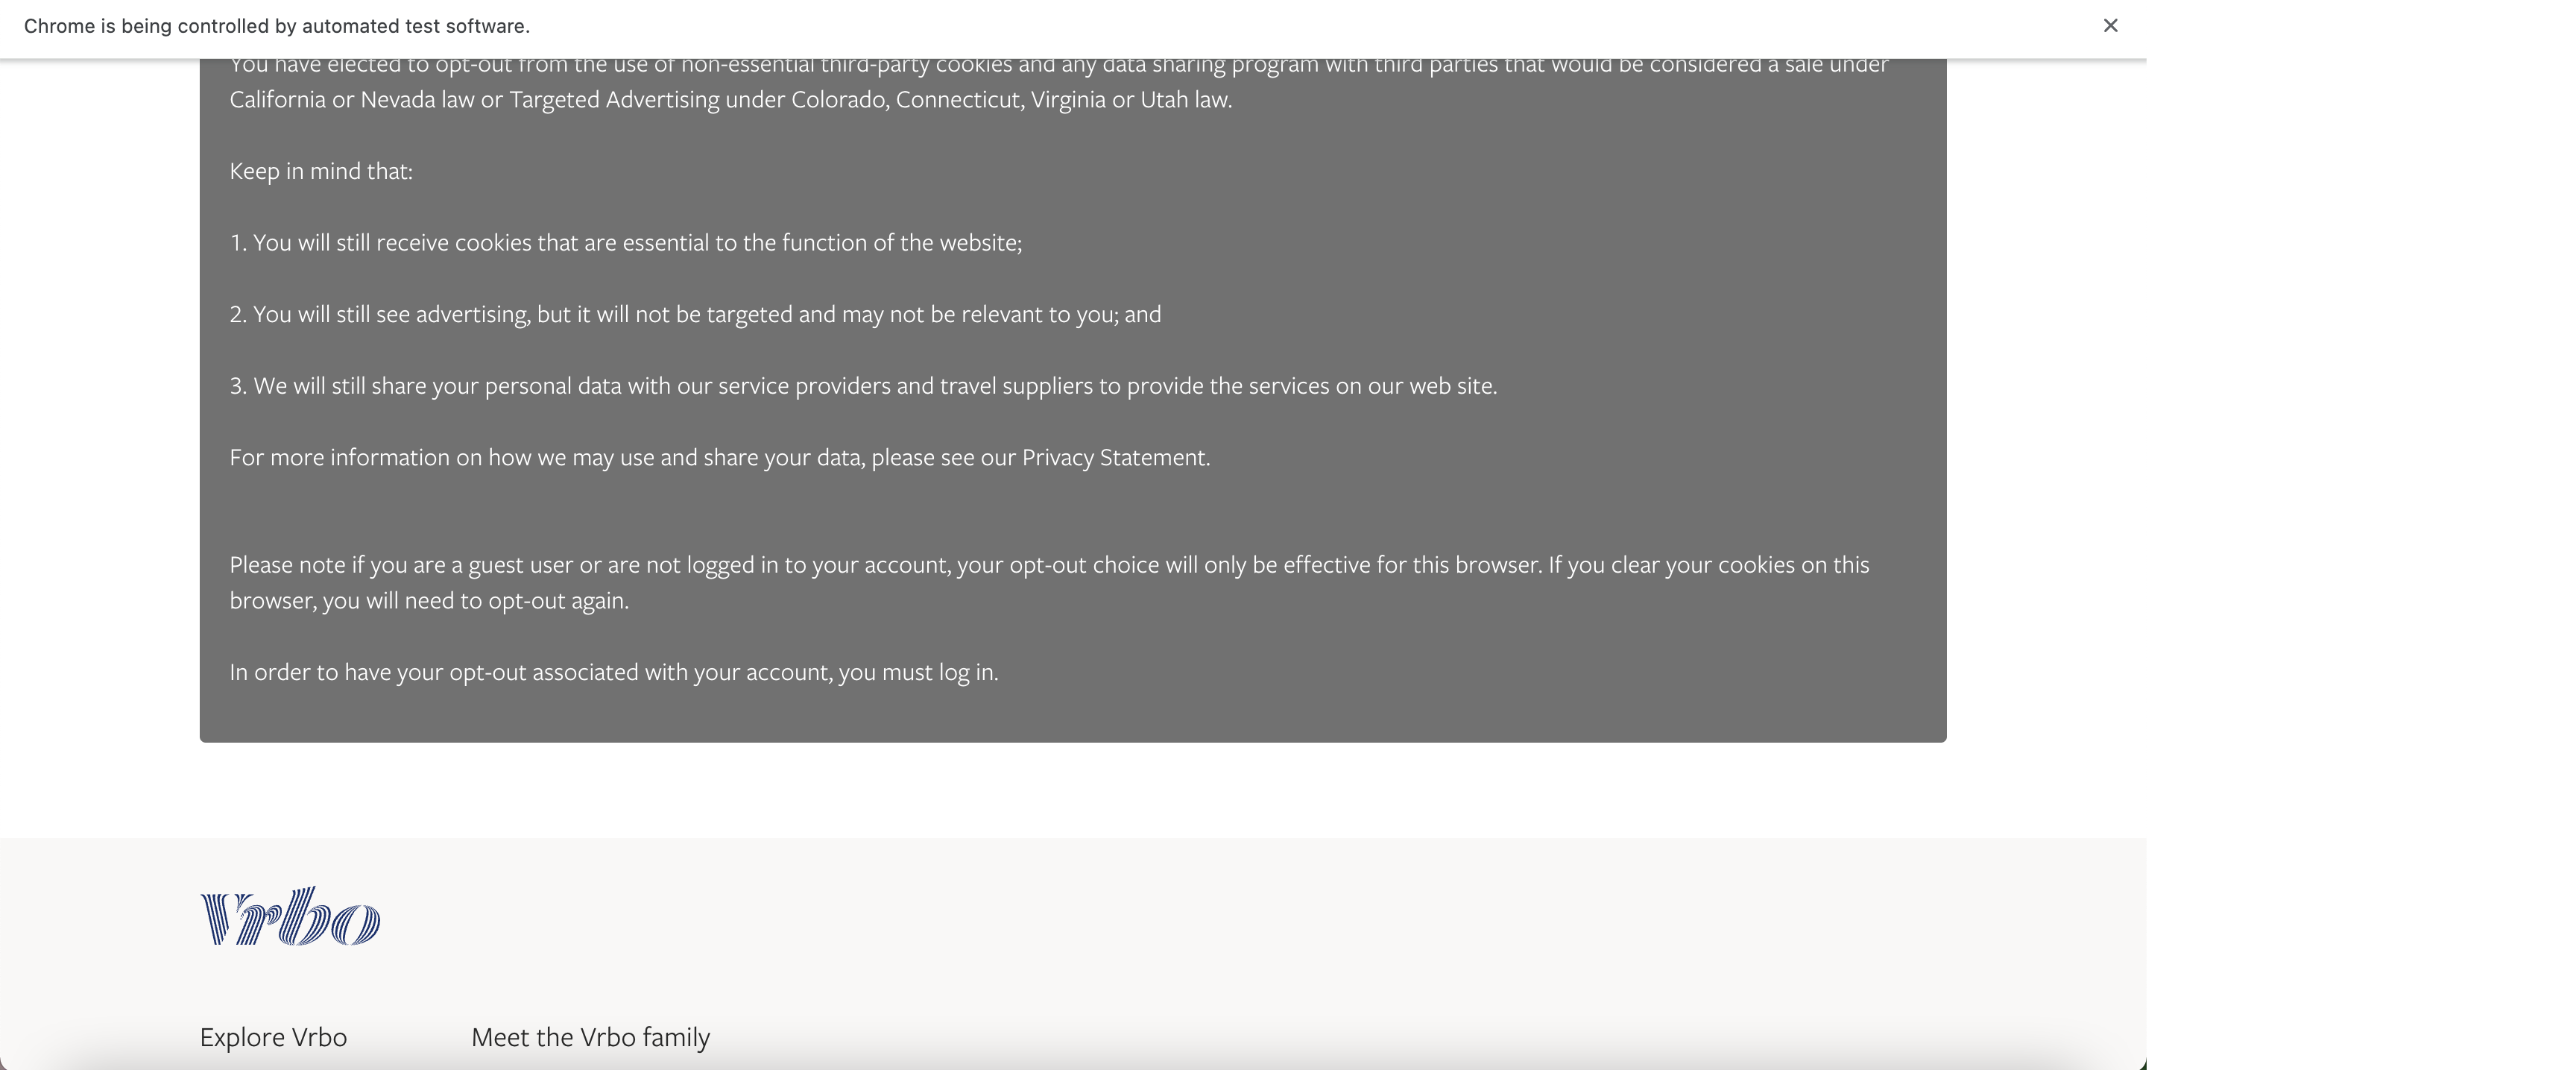 Chrome is being controlled by automated test software.
You have elected to opt-out from the use of non-essential third-party cookies and any data sharing program with third parties that would be considered a sale under
California or Nevada law or Targeted Advertising under Colorado, Connecticut, Virginia or Utah law.
Keep in mind that:
1. You will still receive cookies that are essential to the function of the website;
2. You will still see advertising, but it will not be targeted and may not be relevant to you; and
3. We will still share your personal data with our service providers and travel suppliers to provide the services on our web site.
For more information on how we may use and share your data, please see our Privacy Statement.
Please note if you are a guest user or are not logged in to your account, your opt-out choice will only be effective for this browser. If you clear your cookies on this
browser, you will need to opt-out again.
In order to have your opt-out associated with your account, you must log in.
Vrbo
Explore Vrbo
Meet the Vrbo family